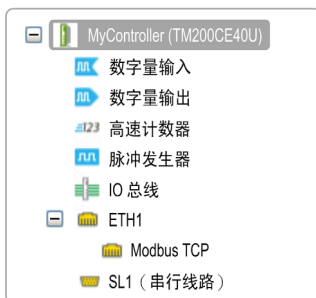 MyController (TM200CE40U)
数字量输入
数字量输出
高速计数器
脉冲发生器
IO 总线
ETH1
Modbus TCP
SL1（串行线路）